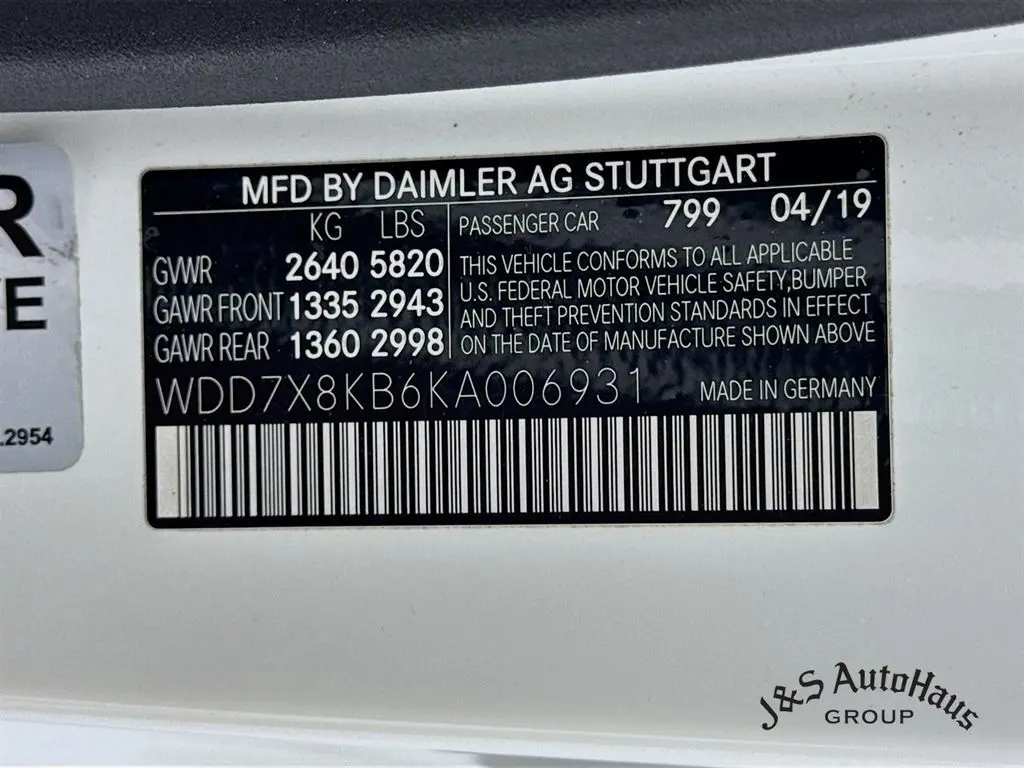 MFD BY DAIMLER AG STUTTGART
KG LBS
GVWR 2640 5820
GAWR FRONT 1335 2943
GAWR REAR 1360 2998
PASSENGER CAR 799 04/19
THIS VEHICLE CONFORMS TO ALL APPLICABLE
U.S. FEDERAL MOTOR VEHICLE SAFETY,BUMPER
AND THEFT PREVENTION STANDARDS IN EFFECT
ON THE DATE OF MANUFACTURE SHOWN ABOVE
WDD7X8KB6KA006931 MADE IN GERMANY
R
E
.2954
J&S AutoHaus
GROUP